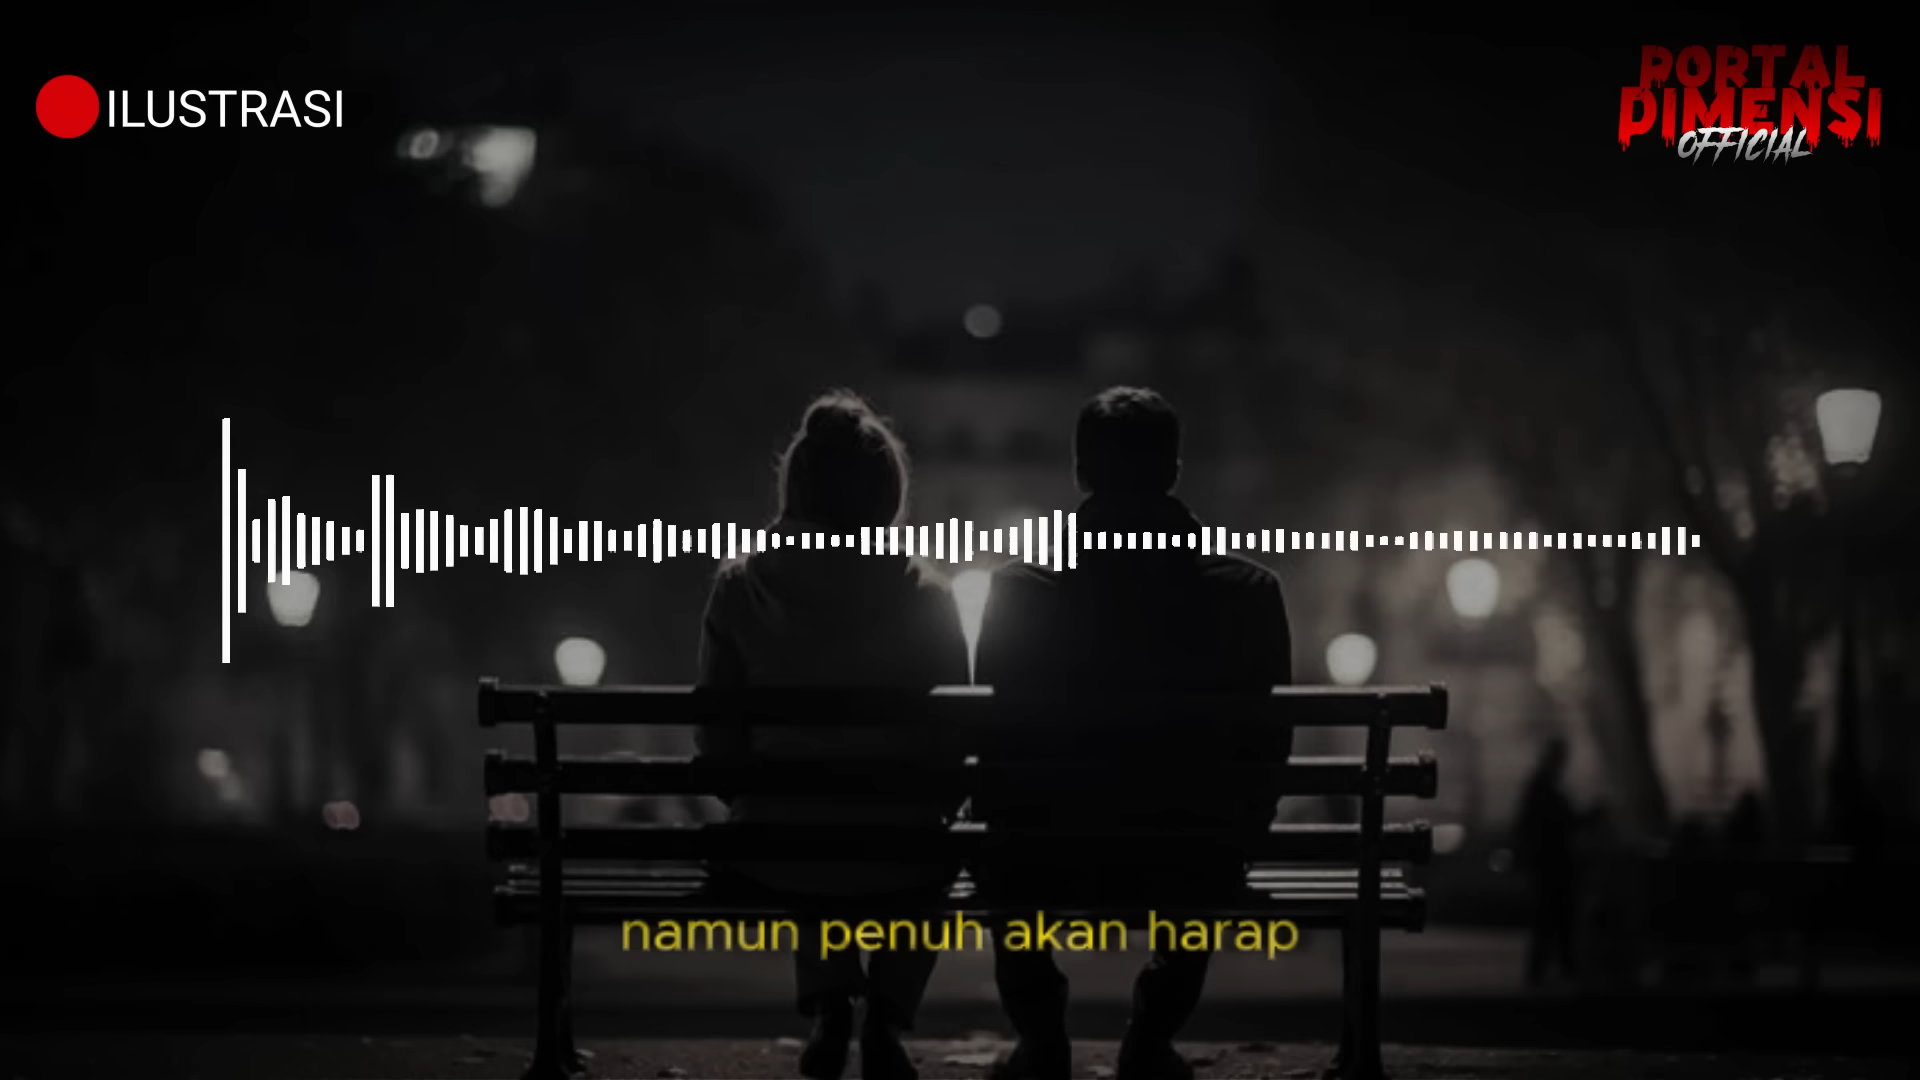 ILUSTRASI
PORTAL
DIMENSI
OFFICIAL
namun penuh akan harap